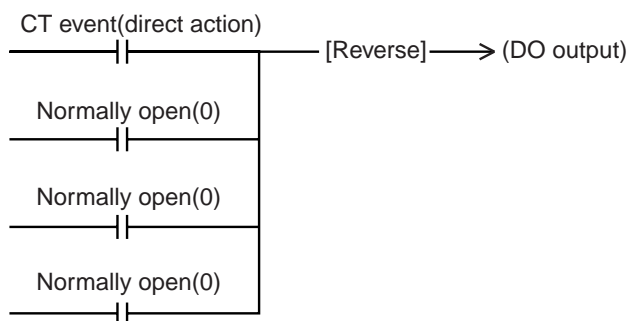 CT event(direct action)
[Reverse] (DO output)
Normally open(0)
Normally open(0)
Normally open(0)